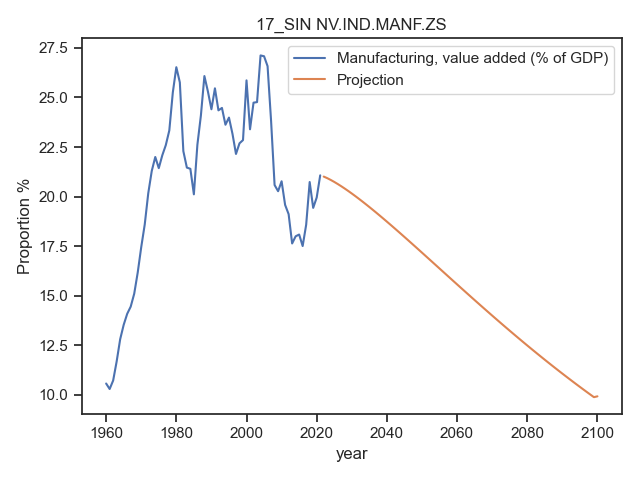 17_SIN NV.IND.MANF.ZS
Manufacturing, value added (% of GDP)
Projection
Proportion %
27.5
25.0
22.5
20.0
17.5
15.0
12.5
10.0
1960 1980 2000 2020 2040 2060 2080 2100
year